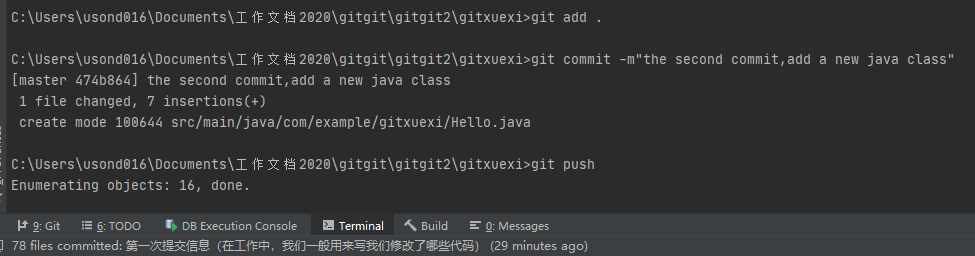 C:\Users\usond016\Documents\工作文档2020\gitgit\gitgit2\gitxuexi>git add .
C:\Users\usond016\Documents\工作文档2020\gitgit\gitgit2\gitxuexi>git commit -m"the second commit,add a new java class"
[master 474b864] the second commit,add a new java class
1 file changed, 7 insertions(+)
create mode 100644 src/main/java/com/example/gitxuexi/Hello.java
C:\Users\usond016\Documents\工作文档2020\gitgit\gitgit2\gitxuexi>git push
Enumerating objects: 16, done.
9: Git 6: TODO DB Execution Console Terminal Build 0: Messages
78 files committed: 第一次提交信息（在工作中，我们一般用来写我们修改了哪些代码） (29 minutes ago)